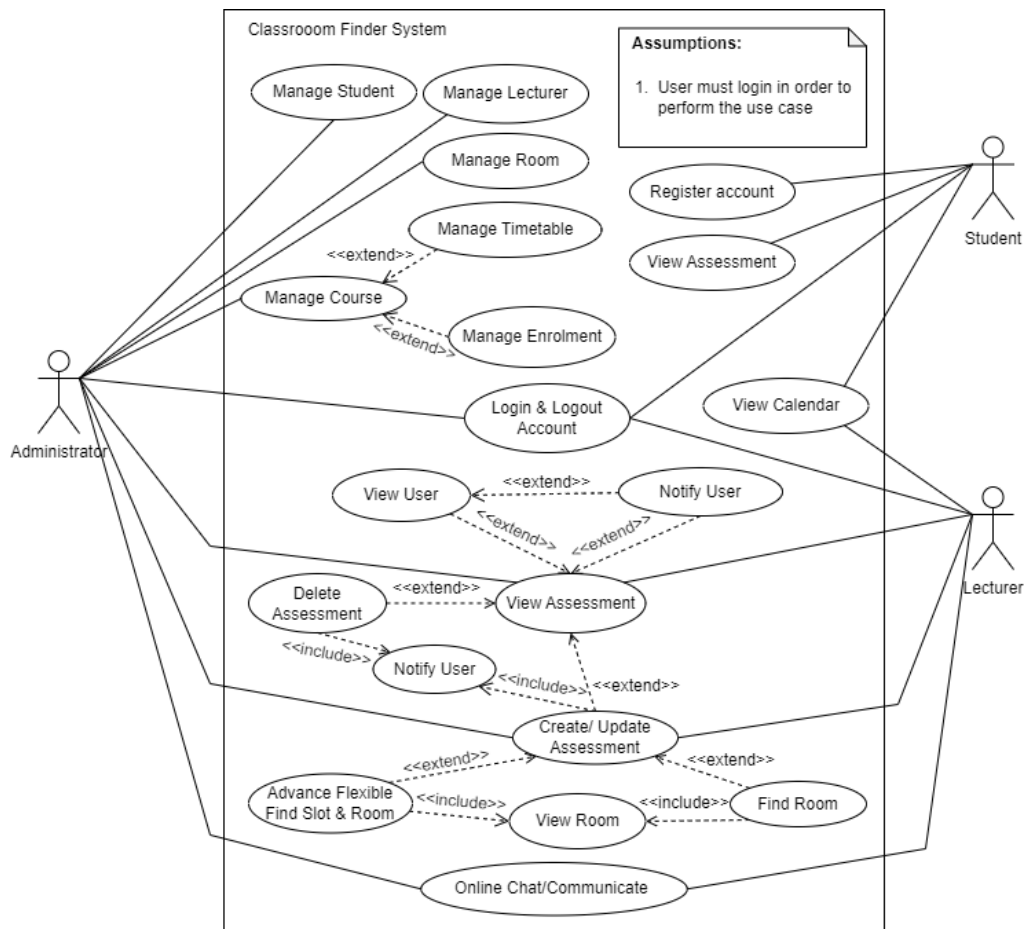 Classrooom Finder System
Assumptions:
1. User must login in order to
perform the use case
Manage Student
Manage Lecturer
Manage Room
Register account
Manage Timetable
Student
<<extend>>
View Assessment
Manage Course
Manage Enrolment
<<extend>>
Login & Logout
Account
View Calendar
Administrator
<<extend>>
View User
Notify User
<<extend>>
<<extend>>
Lecturer
<<extend>>
Delete
Assessment
View Assessment
<<include>>
Notify User
<<include>>
<<extend>>
Create/ Update
Assessment
<<extend>>
<<extend>>
Advance Flexible
Find Slot & Room
<<include>>
<<include>>
Find Room
View Room
Online Chat/Communicate